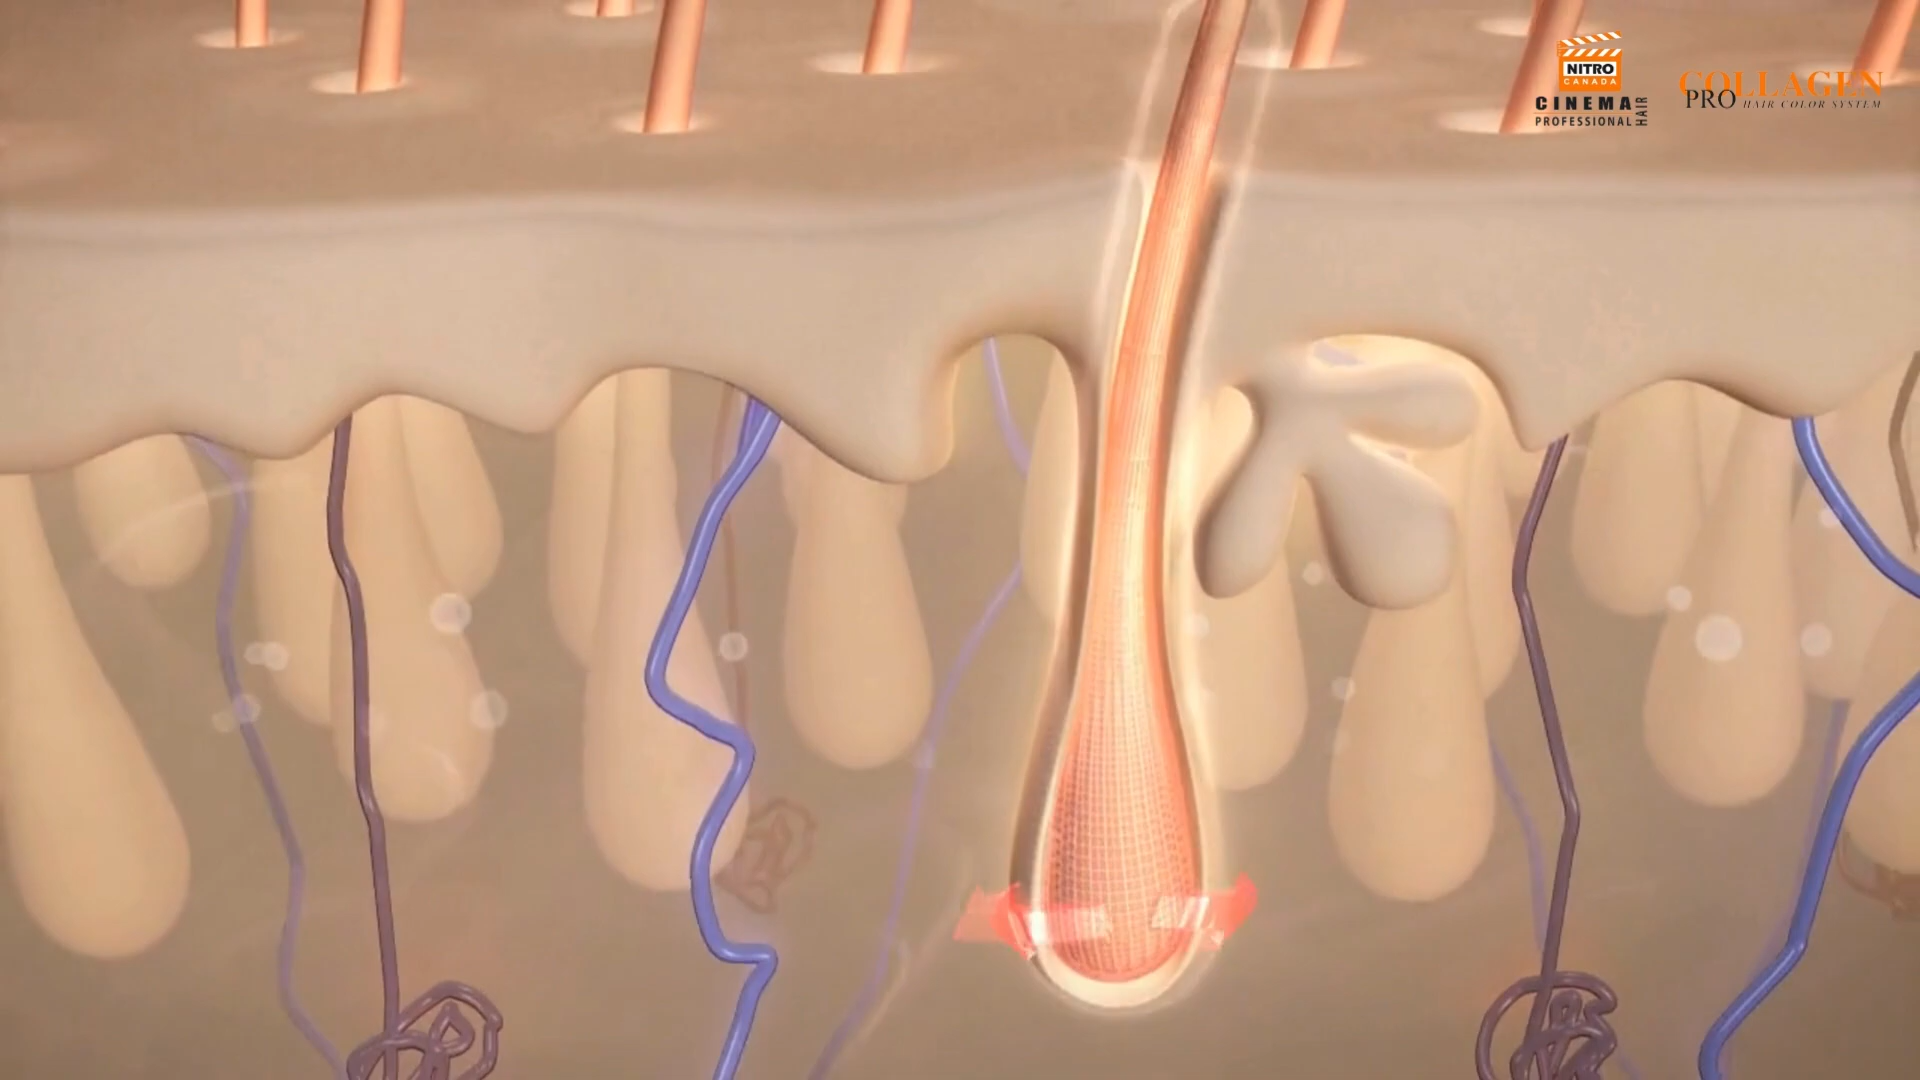 NITRO
CANADA
CINEMA
HAIR
PROFESSIONAL
COLLAGEN
PRO HAIR COLOR SYSTEM